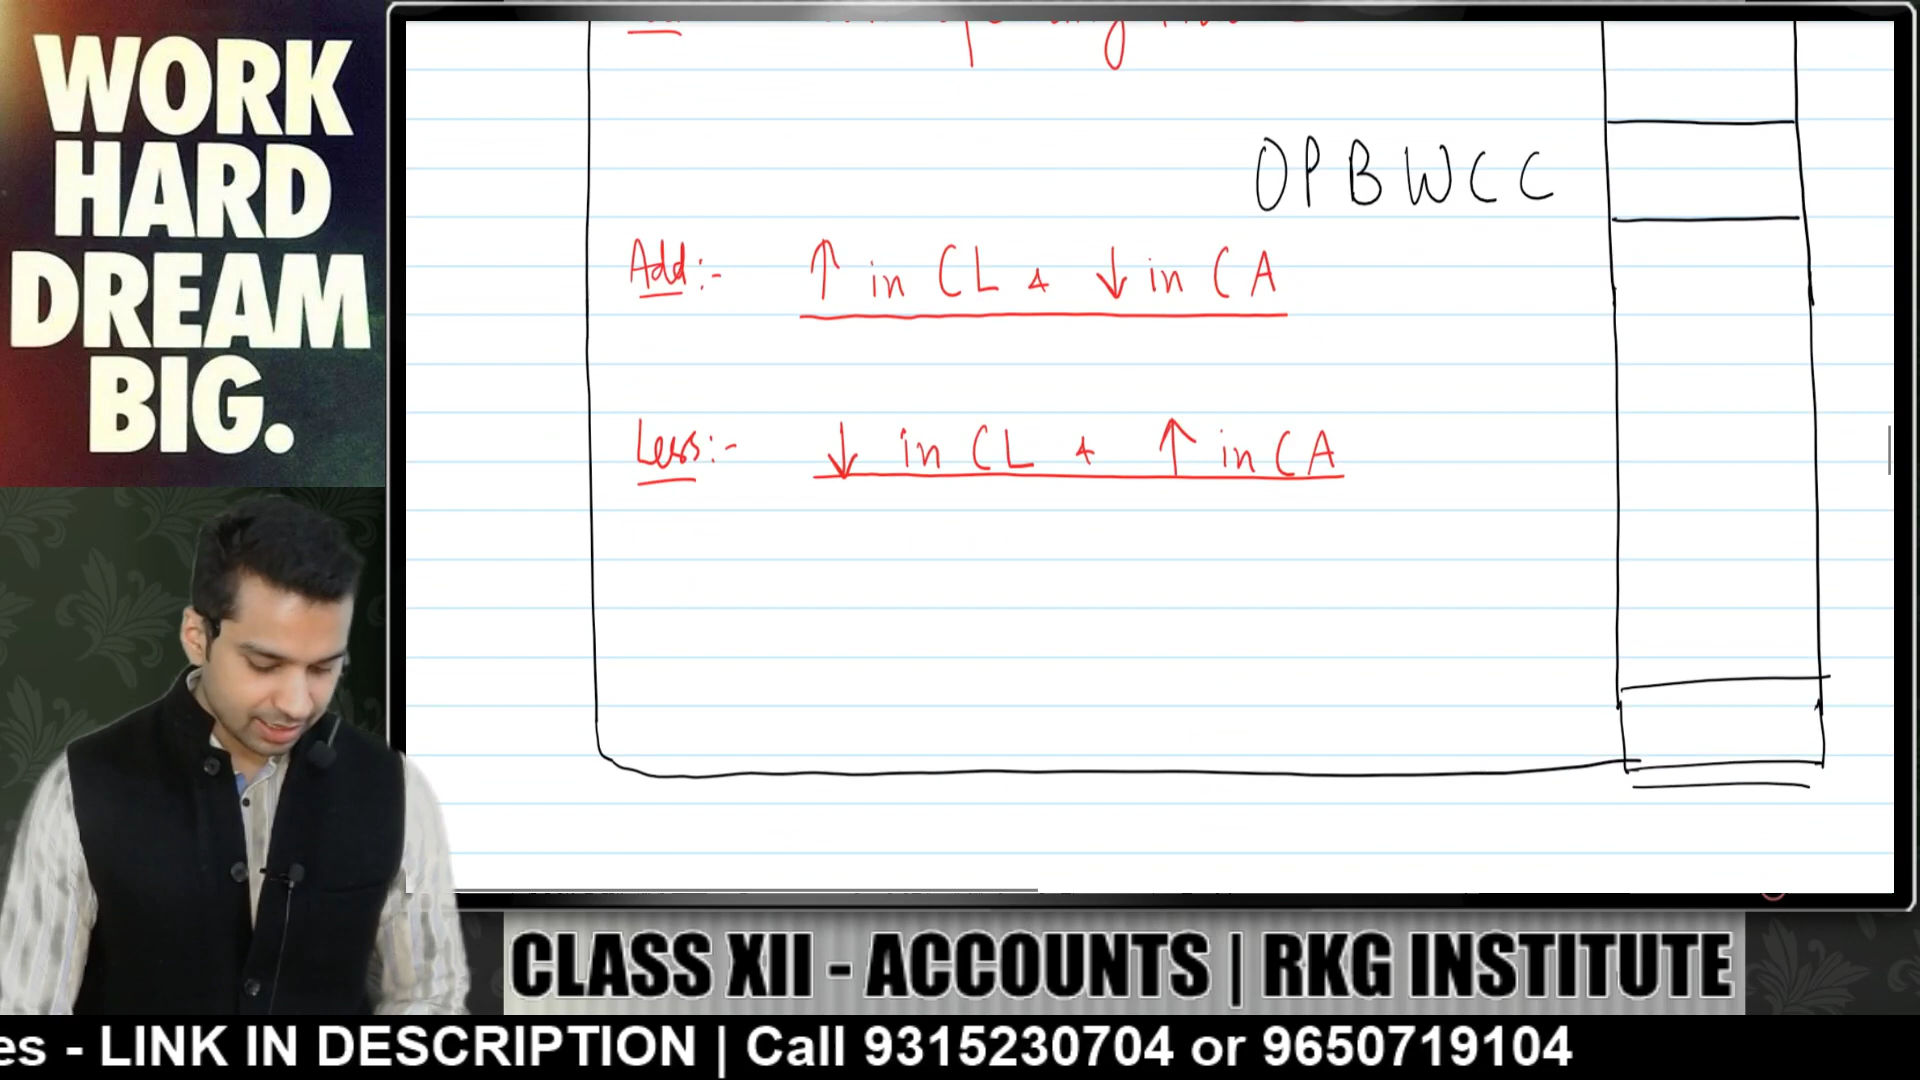 WORK
HARD
DREAM
BIG.
OPBWCC
Add:- ↑ in CL & ↓ in CA
Less:- ↓ in CL & ↑ in CA
CLASS XII - ACCOUNTS | RKG INSTITUTE
es - LINK IN DESCRIPTION | Call 9315230704 or 9650719104